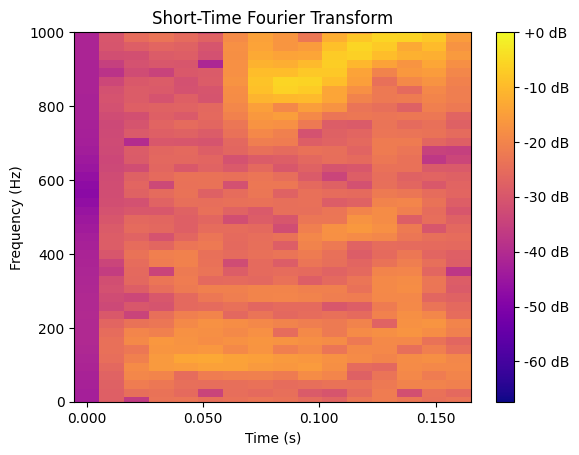 Short-Time Fourier Transform
1000
800
600
400
200
0
Frequency (Hz)
0.000
0.050
0.100
0.150
Time (s)
+0 dB
-10 dB
-20 dB
-30 dB
-40 dB
-50 dB
-60 dB